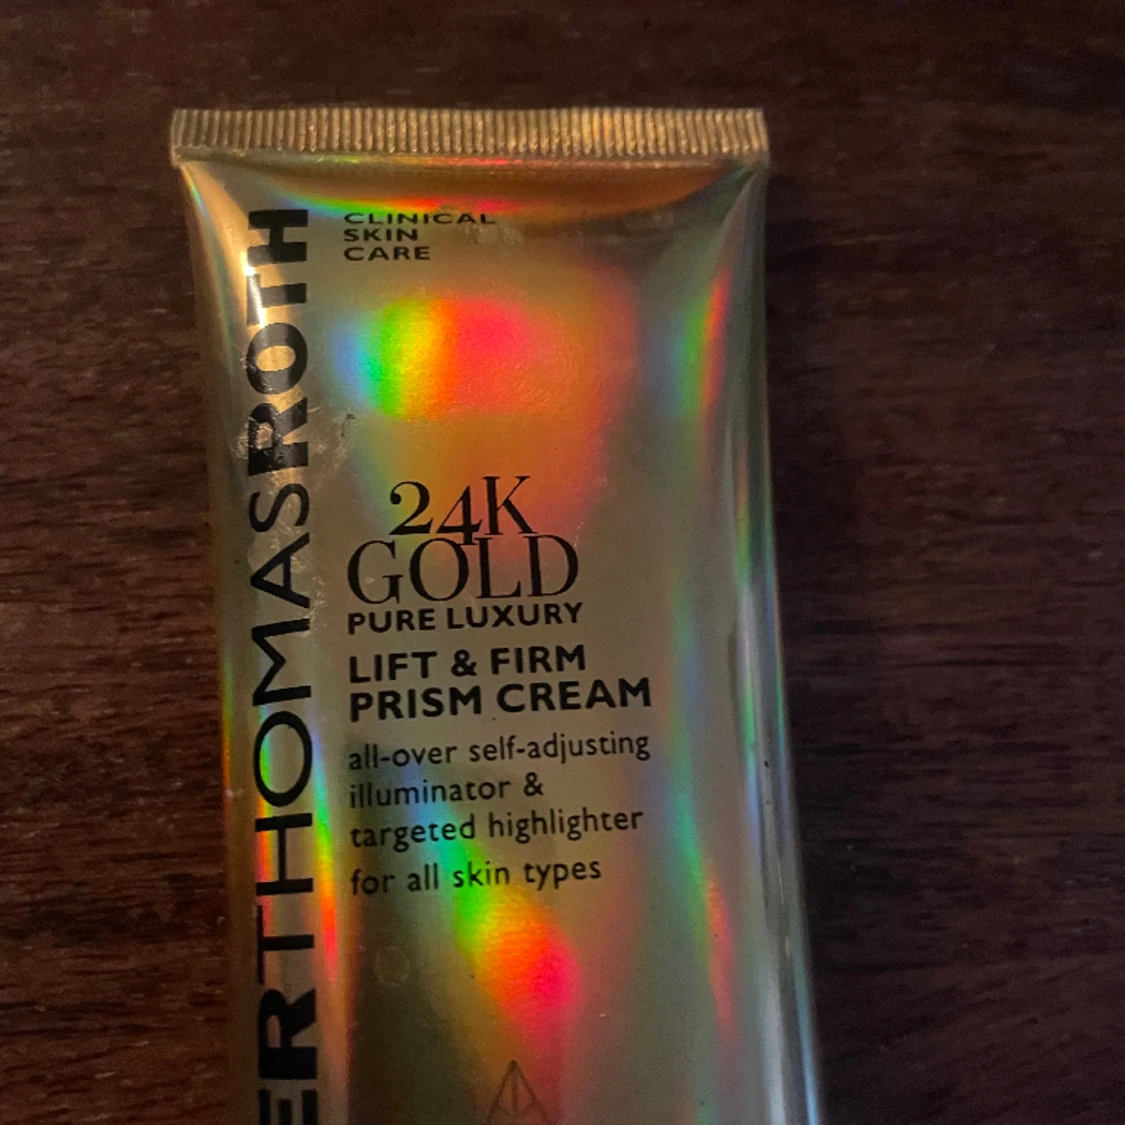 ERTHOMASROTH
CLINICAL
SKIN
CARE
24K
GOLD
PURE LUXURY
LIFT & FIRM
PRISM CREAM
all-over self-adjusting
illuminator &
targeted highlighter
for all skin types